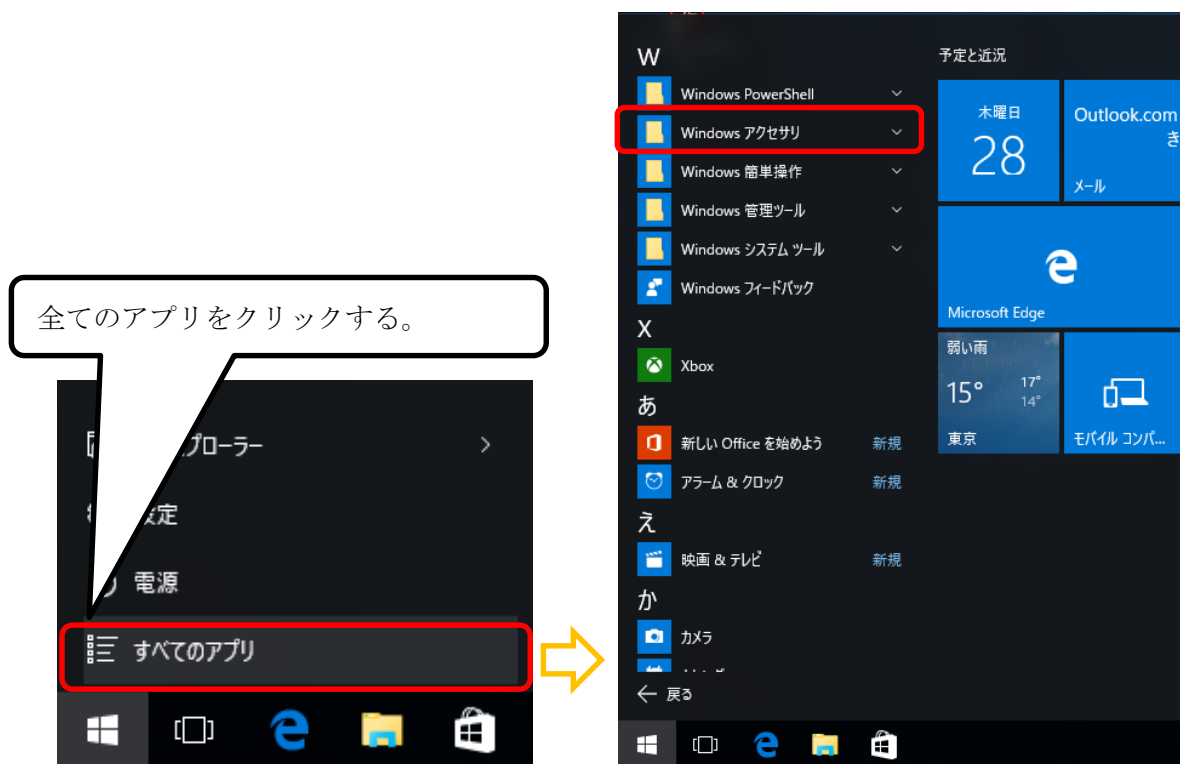 全てのアプリをクリックする。
プローラー
設定
電源
すべてのアプリ
W
Windows PowerShell
Windows アクセサリ
Windows 簡単操作
Windows 管理ツール
Windows システム ツール
Windows フィードバック
X
Xbox
あ
新しい Office を始めよう 新規
アラーム & クロック 新規
え
映画 & テレビ 新規
か
カメラ
戻る
予定と近況
木曜日
28
Outlook.com
き
メール
Microsoft Edge
弱い雨
15° 17°
14°
東京
モバイル コンパ...